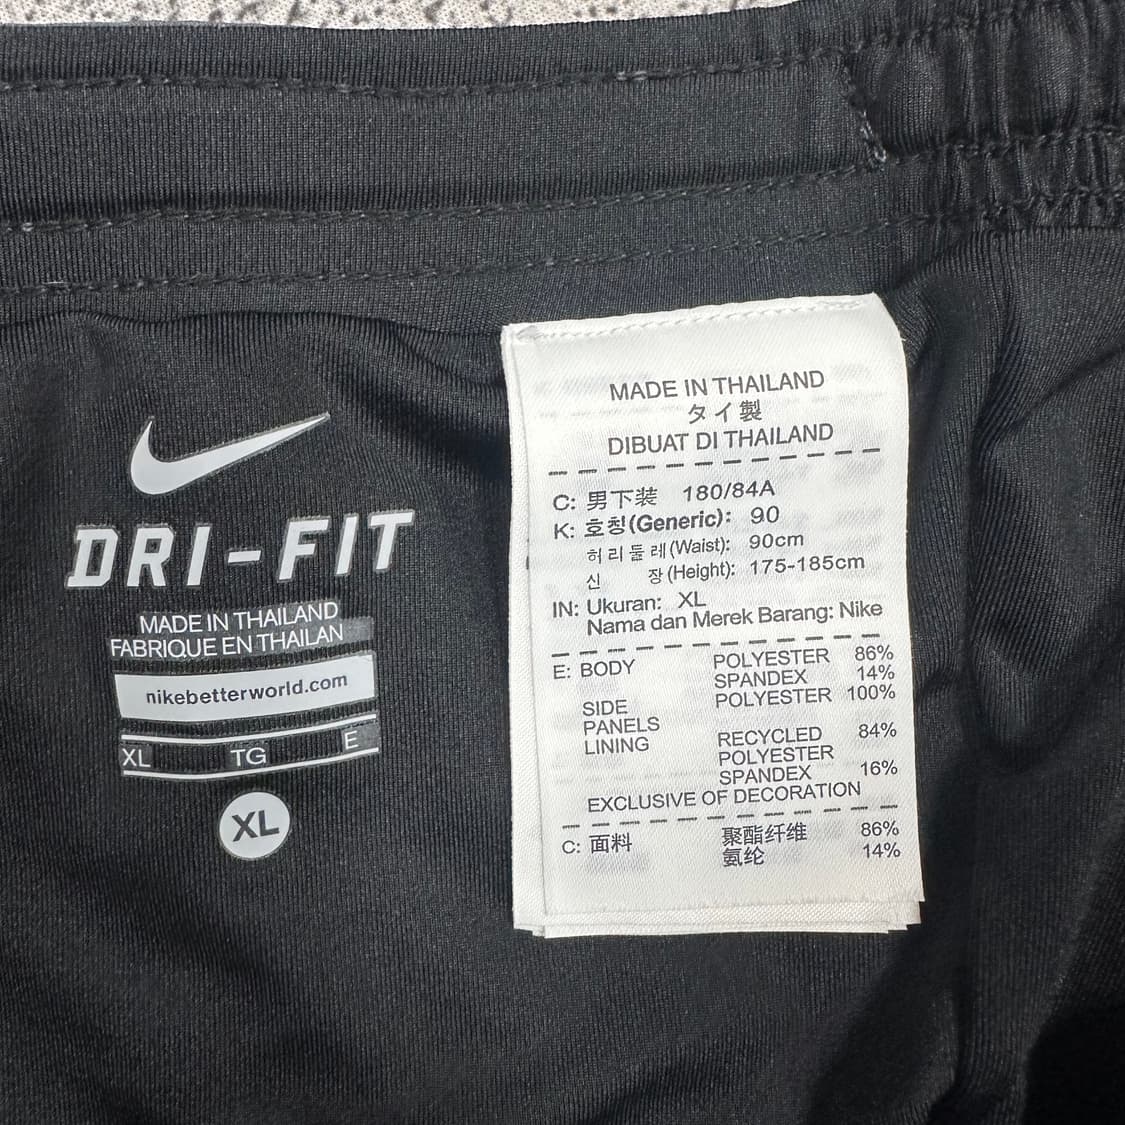 DRI-FIT
MADE IN THAILAND
FABRIQUE EN THAILAN
nikebetterworld.com
XL TG E
XL
MADE IN THAILAND
タイ製
DIBUAT DI THAILAND
C: 男下装 180/84A
K: 호칭(Generic): 90
허리둘레(Waist): 90cm
신 장(Height): 175-185cm
IN: Ukuran: XL
Nama dan Merek Barang: Nike
E: BODY POLYESTER 86%
SPANDEX 14%
SIDE POLYESTER 100%
PANELS
LINING RECYCLED 84%
POLYESTER
SPANDEX 16%
EXCLUSIVE OF DECORATION
C: 面料 聚酯纤维 86%
氨纶 14%